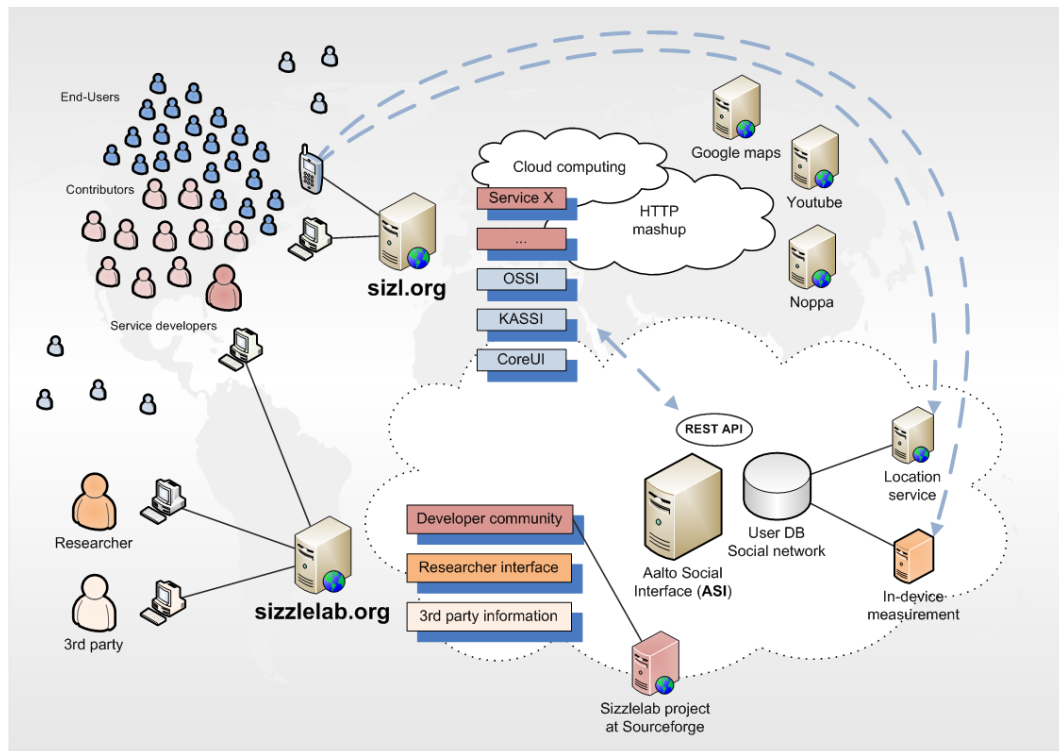 End-Users
Contributors
Service developers
sizl.org
Cloud computing
HTTP
mashup
Service X
...
OSSI
KASSI
CoreUI
Google maps
Youtube
Noppa
REST API
Location
service
User DB
Social network
Aalto Social
Interface (ASI)
In-device
measurement
Researcher
3rd party
sizzlelab.org
Developer community
Researcher interface
3rd party information
Sizzlelab project
at Sourceforge